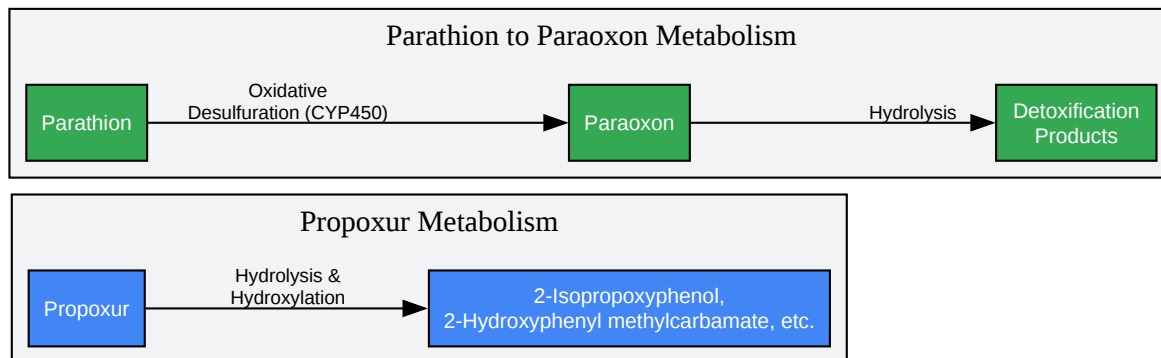 Parathion to Paraoxon Metabolism
Parathion
Oxidative
Desulfuration (CYP450)
Paraoxon
Hydrolysis
Detoxification
Products
Propoxur Metabolism
Propoxur
Hydrolysis &
Hydroxylation
2-Isopropoxyphenol,
2-Hydroxyphenyl methylcarbamate, etc.